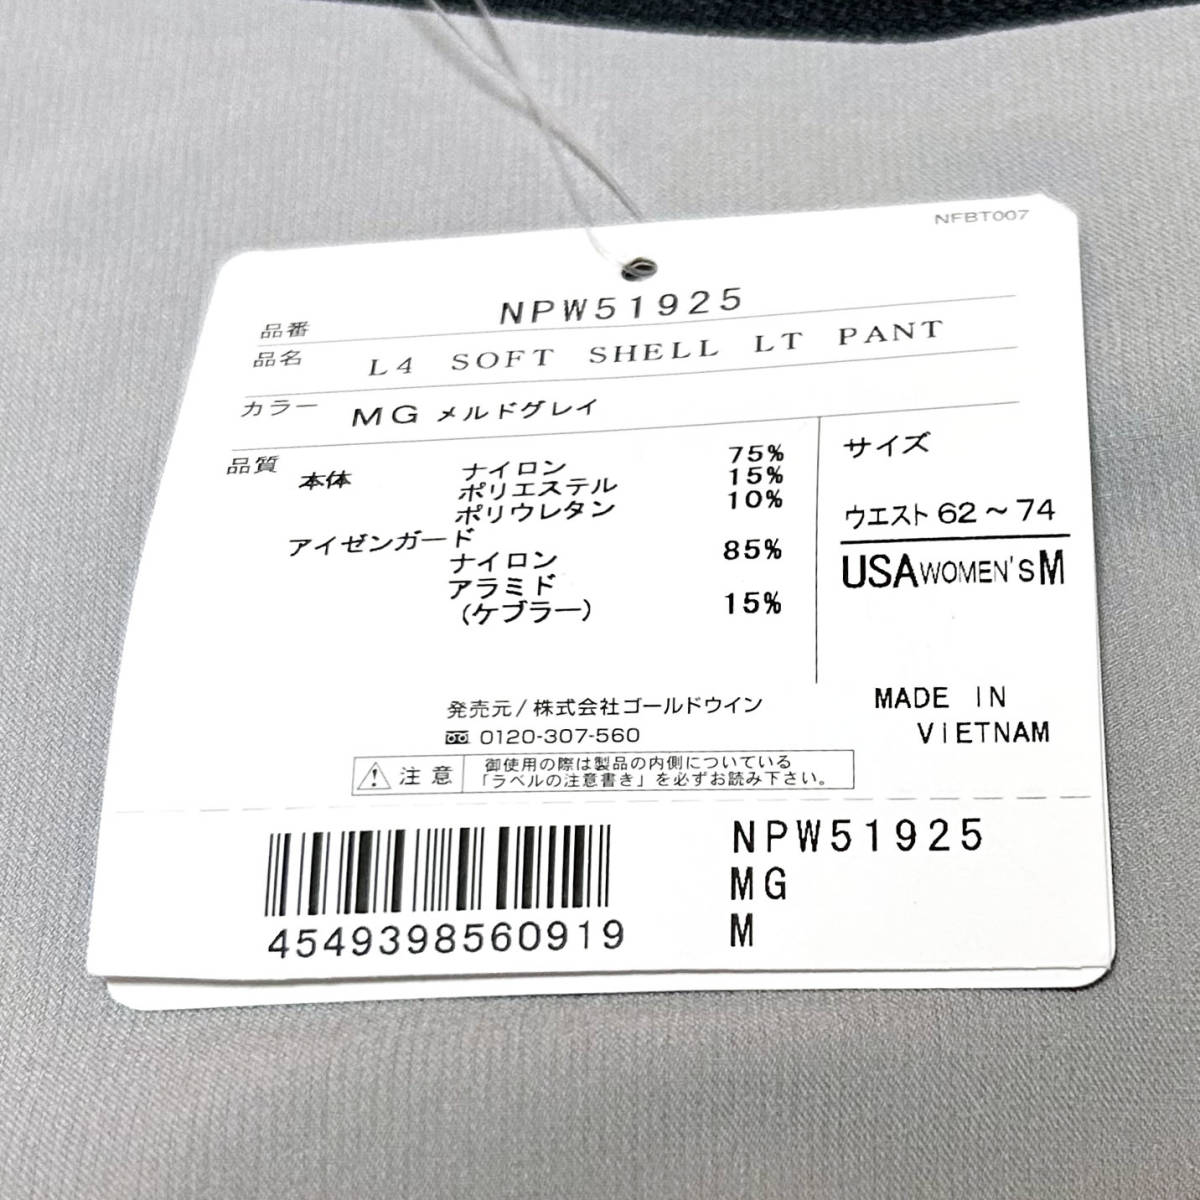 NFBT007
品番 NPW51925
品名 L4 SOFT SHELL LT PANT
カラー MG メルドグレイ
品質 本体 ナイロン 75%
ポリエステル 15%
ポリウレタン 10%
アイゼンガード
ナイロン 85%
アラミド
(ケブラー) 15%
サイズ
ウエスト 62～74
USA WOMEN'S M
MADE IN
VIETNAM
発売元/株式会社ゴールドウイン
0120-307-560
注意 御使用の際は製品の内側についている
「ラベルの注意書き」を必ずお読み下さい。
4549398560919
NPW51925
MG
M